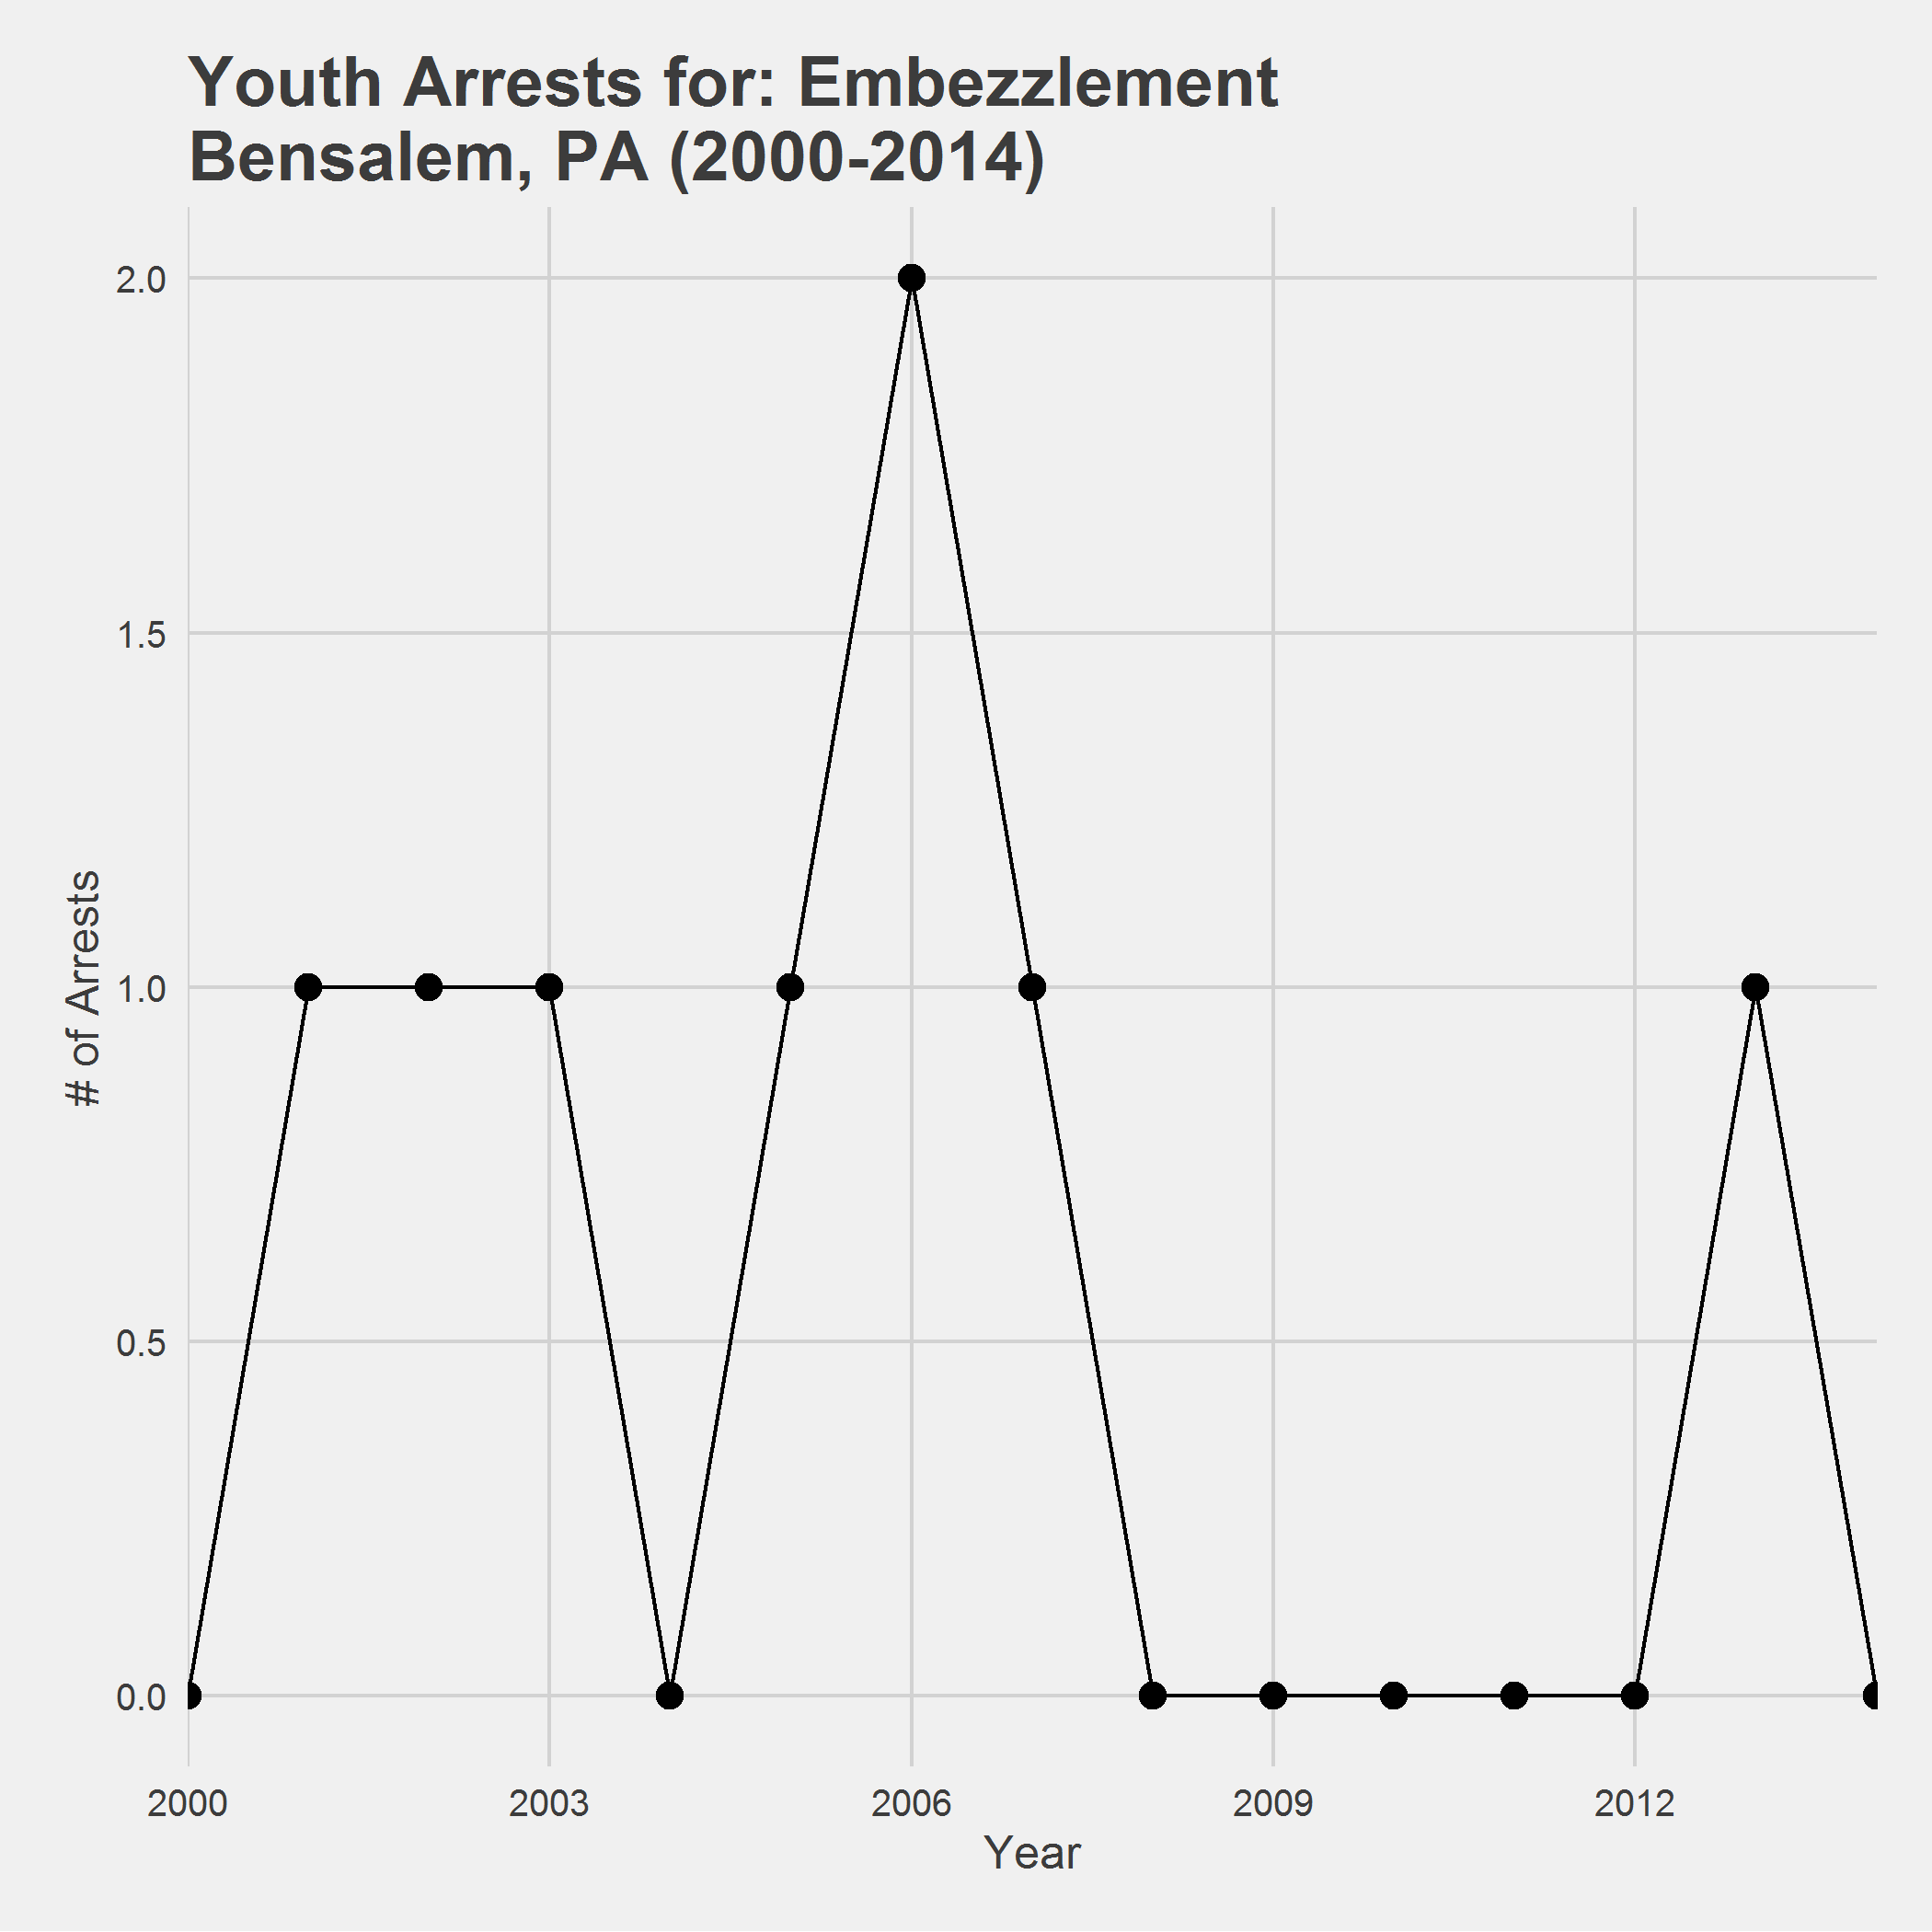 Youth Arrests for: Embezzlement
Bensalem, PA (2000-2014)
2.0
1.5
1.0
0.5
0.0
# of Arrests
2000 2003 2006 2009 2012
Year